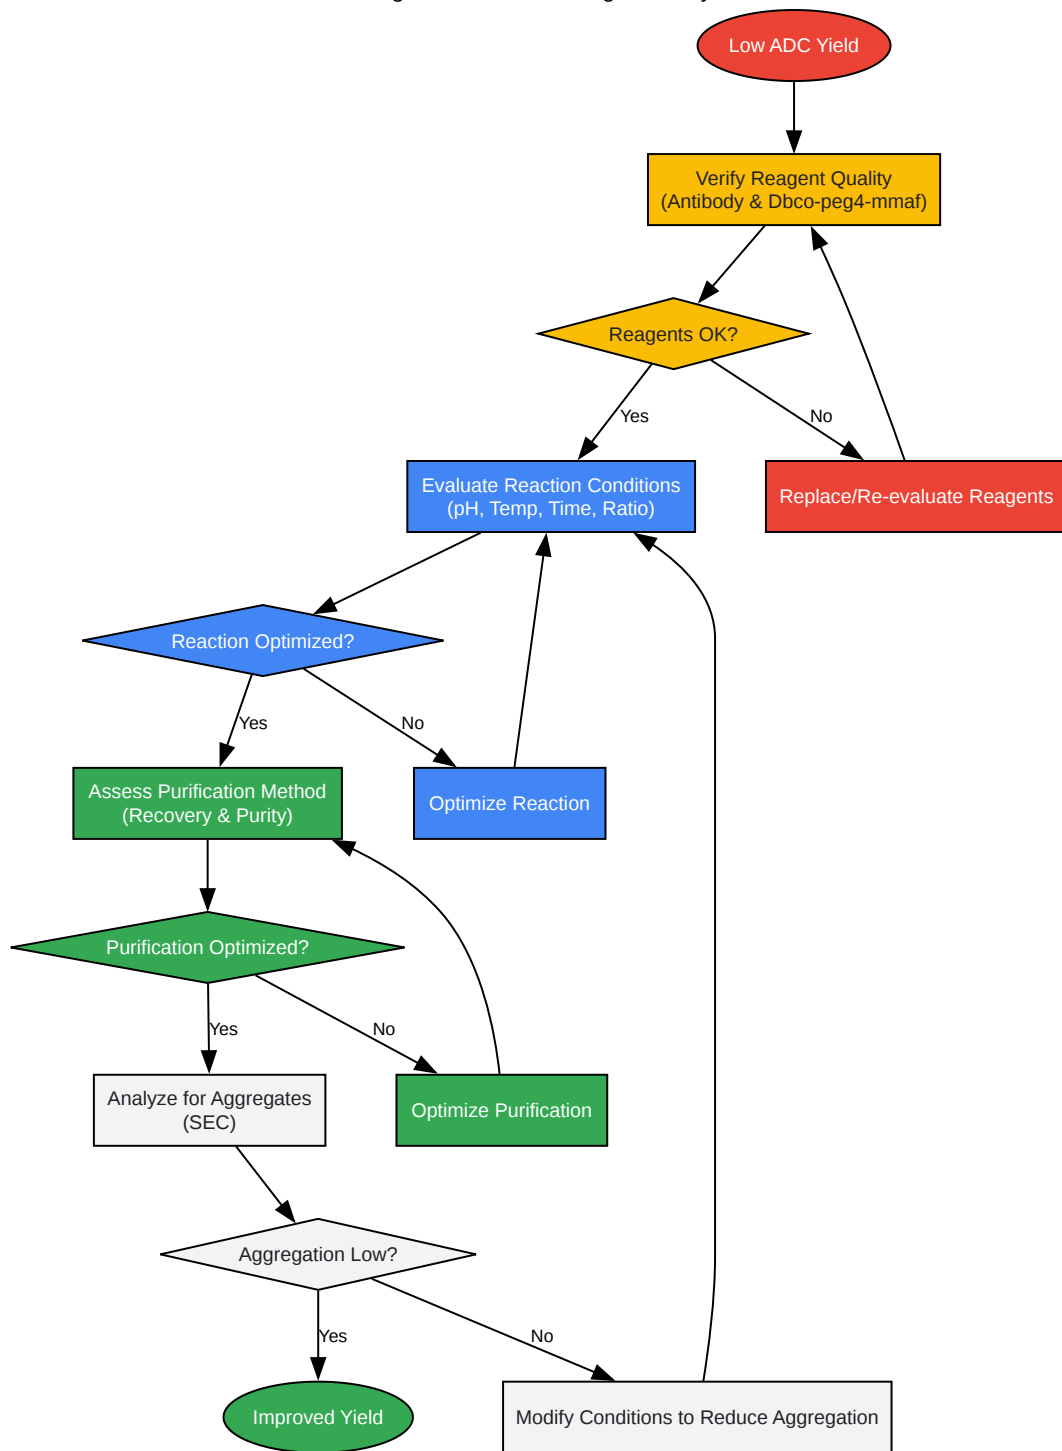 Low ADC Yield
Verify Reagent Quality
(Antibody & Dbco-peg4-mmaf)
Reagents OK?
Yes
No
Evaluate Reaction Conditions
(pH, Temp, Time, Ratio)
Replace/Re-evaluate Reagents
Reaction Optimized?
Yes
No
Assess Purification Method
(Recovery & Purity)
Optimize Reaction
Purification Optimized?
Yes
No
Analyze for Aggregates
(SEC)
Optimize Purification
Aggregation Low?
Yes
No
Improved Yield
Modify Conditions to Reduce Aggregation